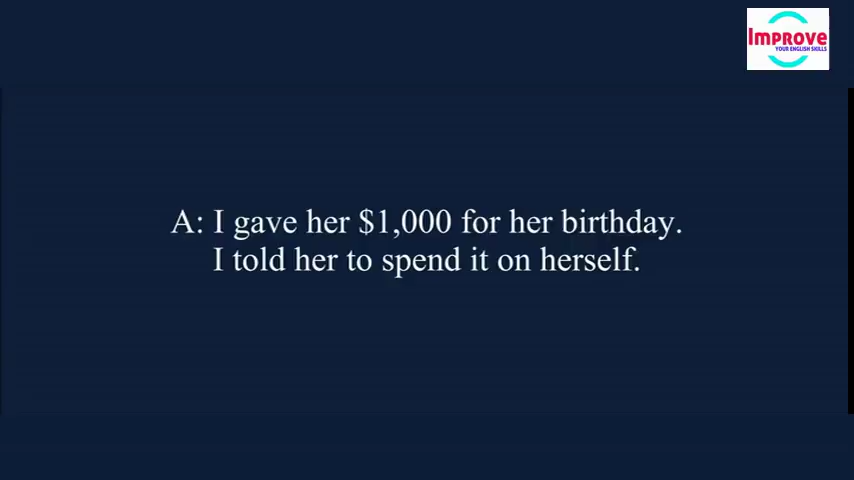 Improve
YOUR ENGLISH SKILLS
A: I gave her $1,000 for her birthday.
I told her to spend it on herself.